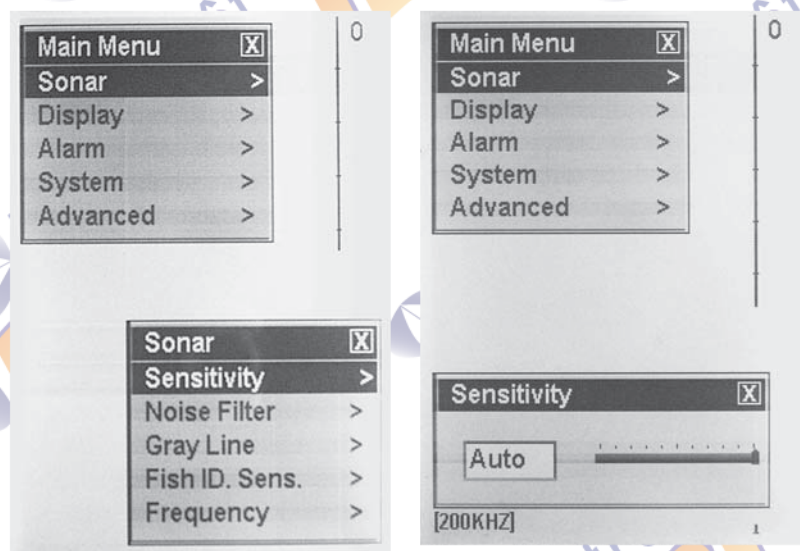 Main Menu X
Sonar >
Display >
Alarm >
System >
Advanced >
0
Sonar X
Sensitivity >
Noise Filter >
Gray Line >
Fish ID. Sens. >
Frequency >
Main Menu X
Sonar >
Display >
Alarm >
System >
Advanced >
0
Sensitivity X
Auto
[200KHZ]